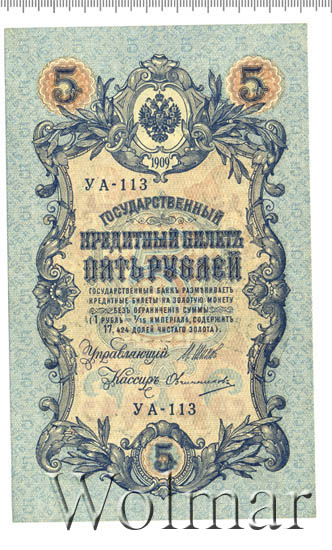 5 5
1909
УА-113
ГОСУДАРСТВЕННЫЙ
КРЕДИТНЫЙ БИЛЕТЪ
ПЯТЬ РУБЛЕЙ
ГОСУДАРСТВЕННЫЙ БАНКЪ РАЗМѢНИВАЕТЪ
КРЕДИТНЫЕ БИЛЕТЫ НА ЗОЛОТУЮ МОНЕТУ
БЕЗЪ ОГРАНИЧЕНІЯ СУММЫ
(1 РУБЛЬ = 1/15 ИМПЕРІАЛА, СОДЕРЖИТЪ
17,424 ДОЛЕЙ ЧИСТАГО ЗОЛОТА).
Управляющій
Кассиръ Овчинниковъ
УА-113
5
Wolmar